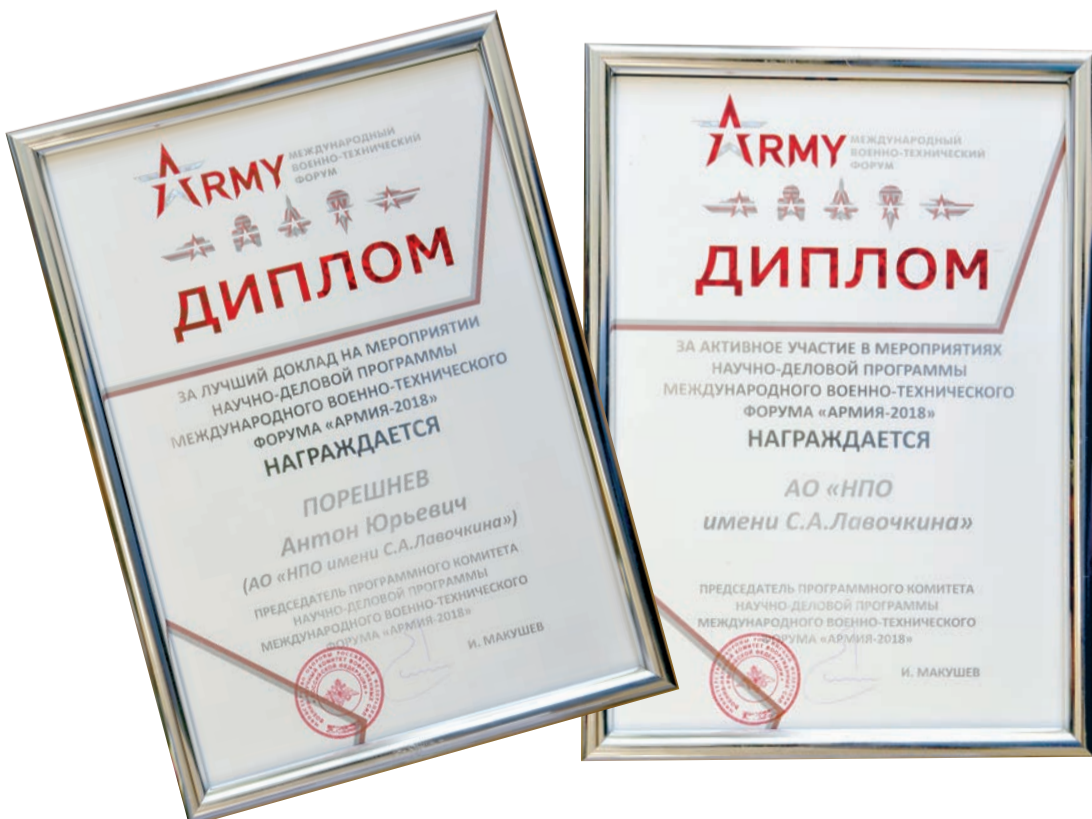 ARMY
МЕЖДУНАРОДНЫЙ
ВОЕННО-ТЕХНИЧЕСКИЙ
ФОРУМ
ДИПЛОМ
ЗА ЛУЧШИЙ ДОКЛАД НА МЕРОПРИЯТИИ
НАУЧНО-ДЕЛОВОЙ ПРОГРАММЫ
МЕЖДУНАРОДНОГО ВОЕННО-ТЕХНИЧЕСКОГО
ФОРУМА «АРМИЯ-2018»
НАГРАЖДАЕТСЯ
ПОРЕШНЕВ
Антон Юрьевич
(АО «НПО имени С.А.Лавочкина»)
ПРЕДСЕДАТЕЛЬ ПРОГРАММНОГО КОМИТЕТА
НАУЧНО-ДЕЛОВОЙ ПРОГРАММЫ
МЕЖДУНАРОДНОГО ВОЕННО-ТЕХНИЧЕСКОГО
ФОРУМА «АРМИЯ-2018»
И. МАКУШЕВ
ARMY
МЕЖДУНАРОДНЫЙ
ВОЕННО-ТЕХНИЧЕСКИЙ
ФОРУМ
ДИПЛОМ
ЗА АКТИВНОЕ УЧАСТИЕ В МЕРОПРИЯТИЯХ
НАУЧНО-ДЕЛОВОЙ ПРОГРАММЫ
МЕЖДУНАРОДНОГО ВОЕННО-ТЕХНИЧЕСКОГО
ФОРУМА «АРМИЯ-2018»
НАГРАЖДАЕТСЯ
АО «НПО
имени С.А.Лавочкина»
ПРЕДСЕДАТЕЛЬ ПРОГРАММНОГО КОМИТЕТА
НАУЧНО-ДЕЛОВОЙ ПРОГРАММЫ
МЕЖДУНАРОДНОГО ВОЕННО-ТЕХНИЧЕСКОГО
ФОРУМА «АРМИЯ-2018»
И. МАКУШЕВ